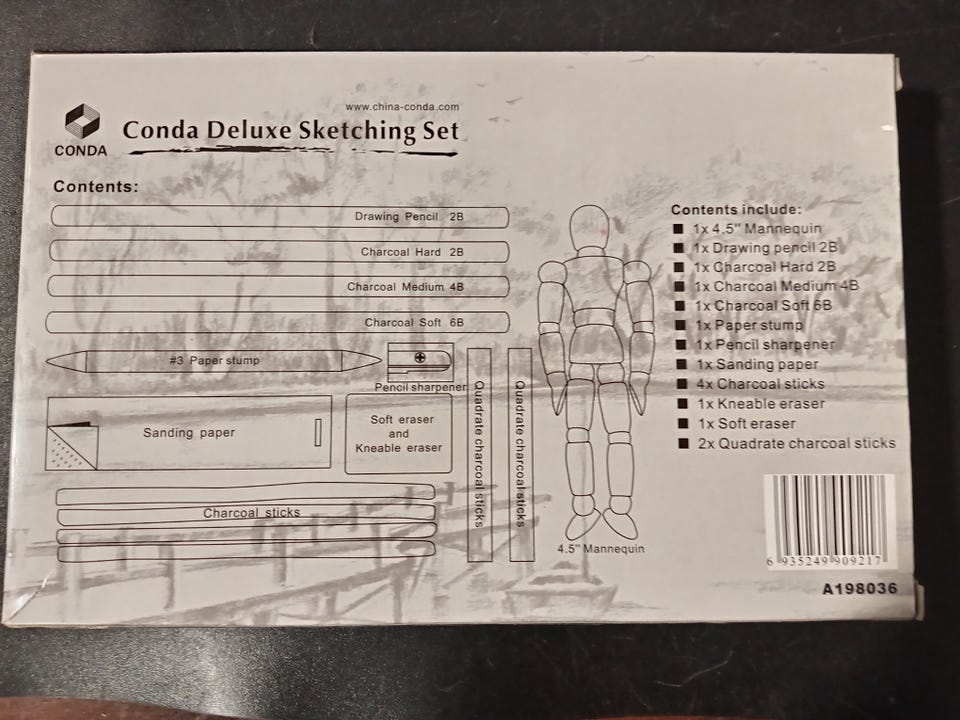 www.china-conda.com
Conda Deluxe Sketching Set
CONDA
Contents:
Drawing Pencil 2B
Charcoal Hard 2B
Charcoal Medium 4B
Charcoal Soft 6B
#3 Paper stump
Pencil sharpener
Sanding paper
Soft eraser
and
Kneable eraser
Charcoal sticks
Quadrate charcoal sticks
Quadrate charcoal sticks
4.5" Mannequin
Contents include:
1x 4.5" Mannequin
1x Drawing pencil 2B
1x Charcoal Hard 2B
1x Charcoal Medium 4B
1x Charcoal Soft 6B
1x Paper stump
1x Pencil sharpener
1x Sanding paper
4x Charcoal sticks
1x Kneable eraser
1x Soft eraser
2x Quadrate charcoal sticks
6 935249 909217
A198036